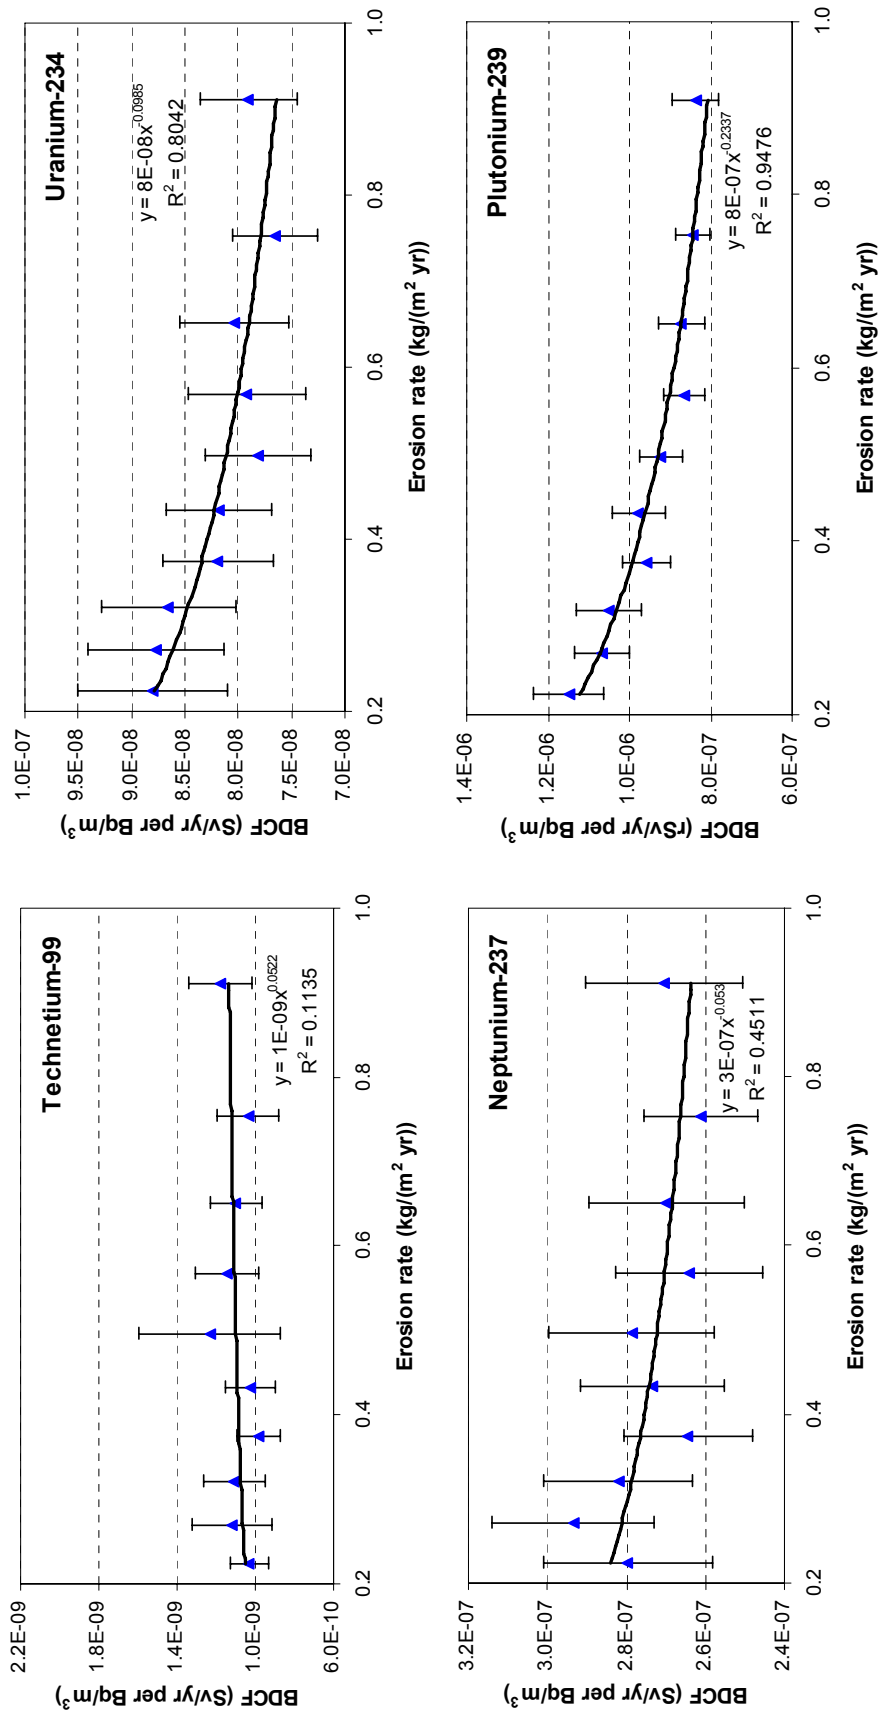 Technetium-99
2.2E-09
1.8E-09
1.4E-09
1.0E-09
6.0E-10
BDCF (Sv/yr per Bq/m³)
y = 1E-09x^0.0522
R² = 0.1135
0.2 0.4 0.6 0.8 1.0
Erosion rate (kg/(m² yr))
Uranium-234
1.0E-07
9.5E-08
9.0E-08
8.5E-08
8.0E-08
7.5E-08
7.0E-08
BDCF (Sv/yr per Bq/m³)
y = 8E-08x^-0.0985
R² = 0.8042
0.2 0.4 0.6 0.8 1.0
Erosion rate (kg/(m² yr))
Neptunium-237
3.2E-07
3.0E-07
2.8E-07
2.6E-07
2.4E-07
BDCF (Sv/yr per Bq/m³)
y = 3E-07x^-0.053
R² = 0.4511
0.2 0.4 0.6 0.8 1.0
Erosion rate (kg/(m² yr))
Plutonium-239
1.4E-06
1.2E-06
1.0E-06
8.0E-07
6.0E-07
BDCF (rSv/yr per Bq/m³)
y = 8E-07x^-0.2337
R² = 0.9476
0.2 0.4 0.6 0.8 1.0
Erosion rate (kg/(m² yr))